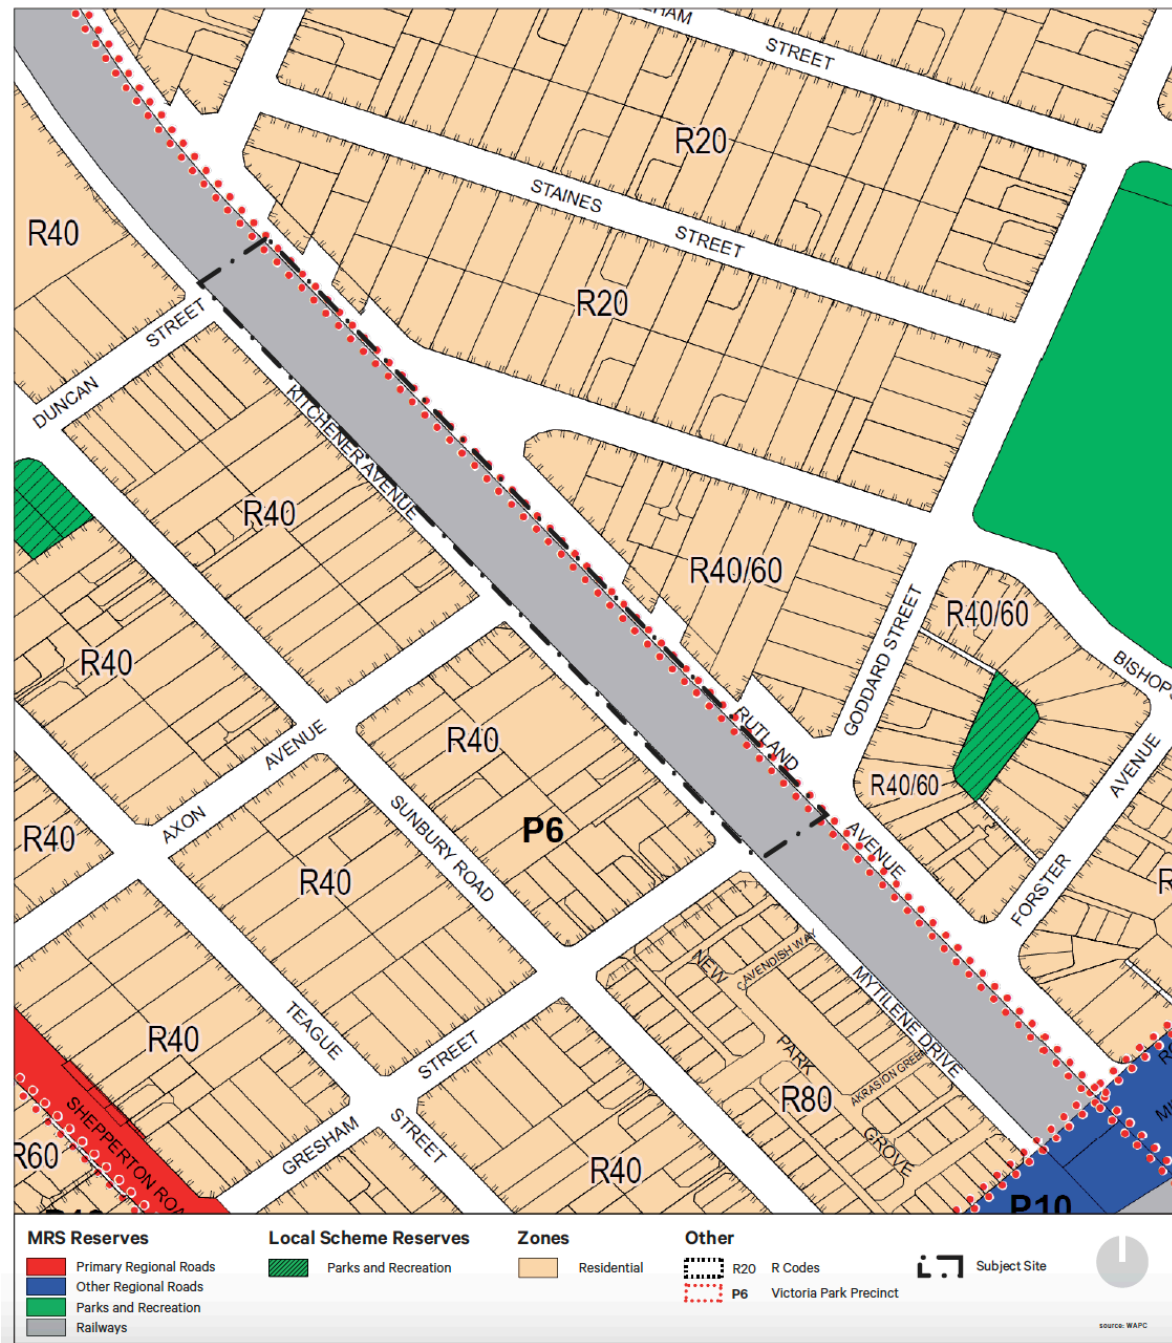 STREET
R20
STAINES
STREET
R40
R20
STREET
DUNCAN
KITCHENER AVENUE
R40
R40/60
R40/60
GODDARD STREET
R40
AVENUE
RUTLAND
R40
AXON
R40/60
AVENUE
R40
SUNBURY ROAD
P6
AVENUE
R40
FORSTER
NEW
CAVENDISH WAY
MYTILENE DRIVE
R40
TEAGUE
STREET
PARK
AKRASION GREEN
R80
SHEPPERTON
GRESHAM
STREET
GROVE
R60
R40
P10
MRS Reserves
Primary Regional Roads
Other Regional Roads
Parks and Recreation
Railways
Local Scheme Reserves
Parks and Recreation
Zones
Residential
Other
R20 R Codes
P6 Victoria Park Precinct
Subject Site
source: WAPC